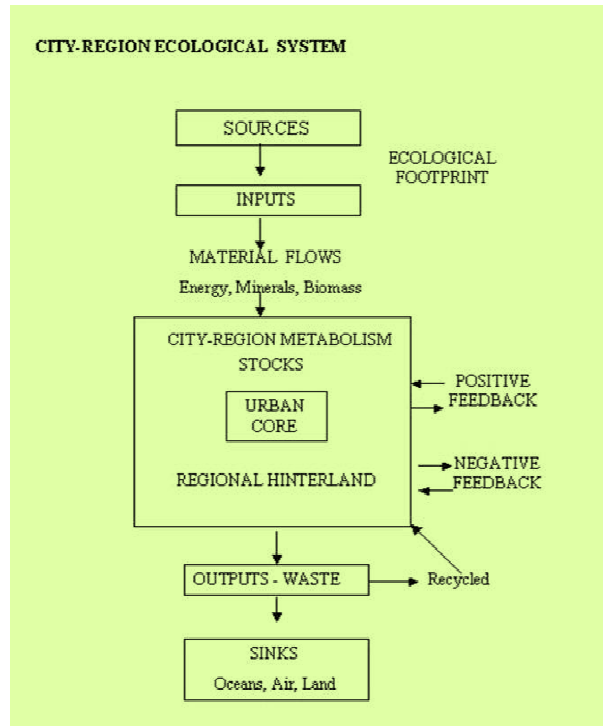 CITY-REGION ECOLOGICAL SYSTEM
SOURCES
ECOLOGICAL
FOOTPRINT
INPUTS
MATERIAL FLOWS
Energy, Minerals, Biomass
CITY-REGION METABOLISM
STOCKS
URBAN
CORE
REGIONAL HINTERLAND
POSITIVE
FEEDBACK
NEGATIVE
FEEDBACK
OUTPUTS - WASTE
Recycled
SINKS
Oceans, Air, Land